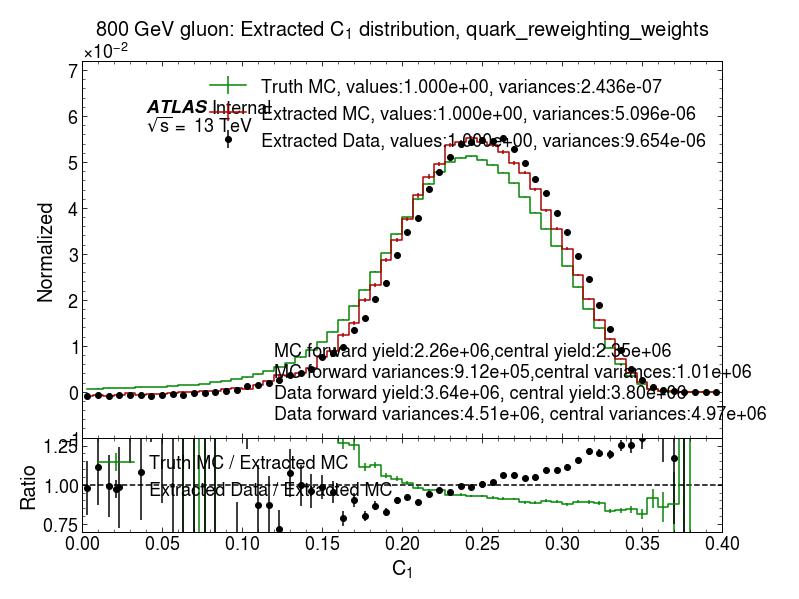 800 GeV gluon: Extracted C₁ distribution, quark_reweighting_weights
×10⁻²
Truth MC, values:1.000e+00, variances:2.436e-07
ATLAS Internal
Extracted MC, values:1.000e+00, variances:5.096e-06
√s = 13 TeV
Extracted Data, values:1.000e+00, variances:9.654e-06
7
6
5
4
3
2
1
0
Normalized
MC forward yield:2.26e+06,central yield:2.35e+06
MC forward variances:9.12e+05,central variances:1.01e+06
Data forward yield:3.64e+06, central yield:3.80e+06
Data forward variances:4.51e+06, central variances:4.97e+06
1.25
1.00
0.75
Ratio
Truth MC / Extracted MC
Extracted Data / Extracted MC
0.00 0.05 0.10 0.15 0.20 0.25 0.30 0.35 0.40
C₁